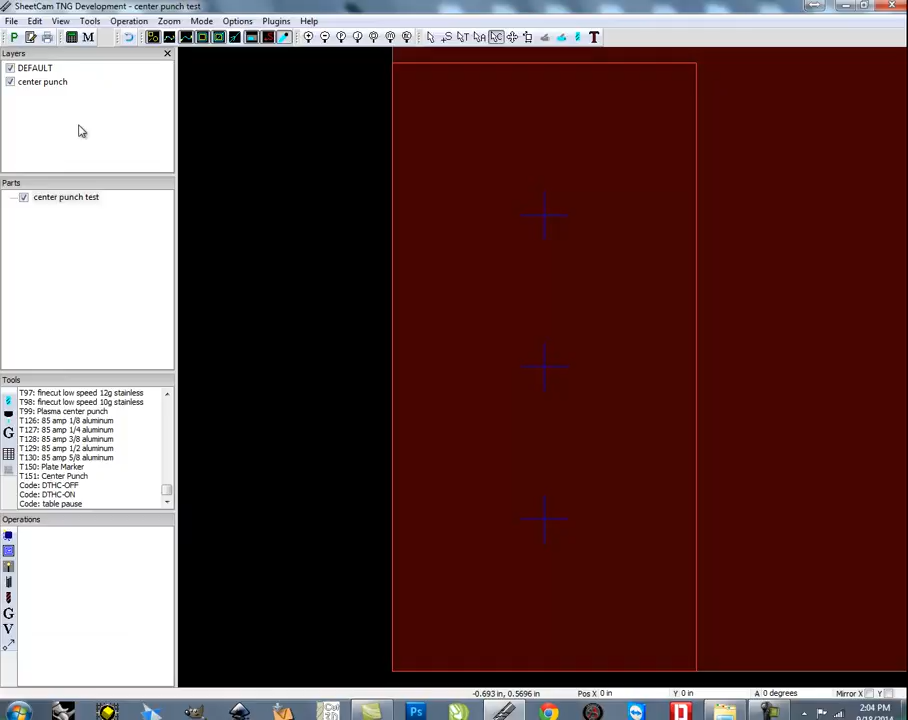 SheetCam TNG Development - center punch test
File Edit View Tools Operation Zoom Mode Options Plugins Help
P M T
Layers
DEFAULT
center punch
Parts
center punch test
Tools
T97: finecut low speed 12g stainless
T98: finecut low speed 10g stainless
T99: Plasma center punch
T126: 85 amp 1/8 aluminum
T127: 85 amp 1/4 aluminum
T128: 85 amp 3/8 aluminum
T129: 85 amp 1/2 aluminum
T130: 85 amp 5/8 aluminum
T150: Plate Marker
T151: Center Punch
Code: DTHC-OFF
Code: DTHC-ON
Code: table pause
G
Operations
G
V
-0.693 in, 0.5696 in Pos X 0 in Y 0 in A 0 degrees Mirror X Y
Ps
2:04 PM
9/18/2014